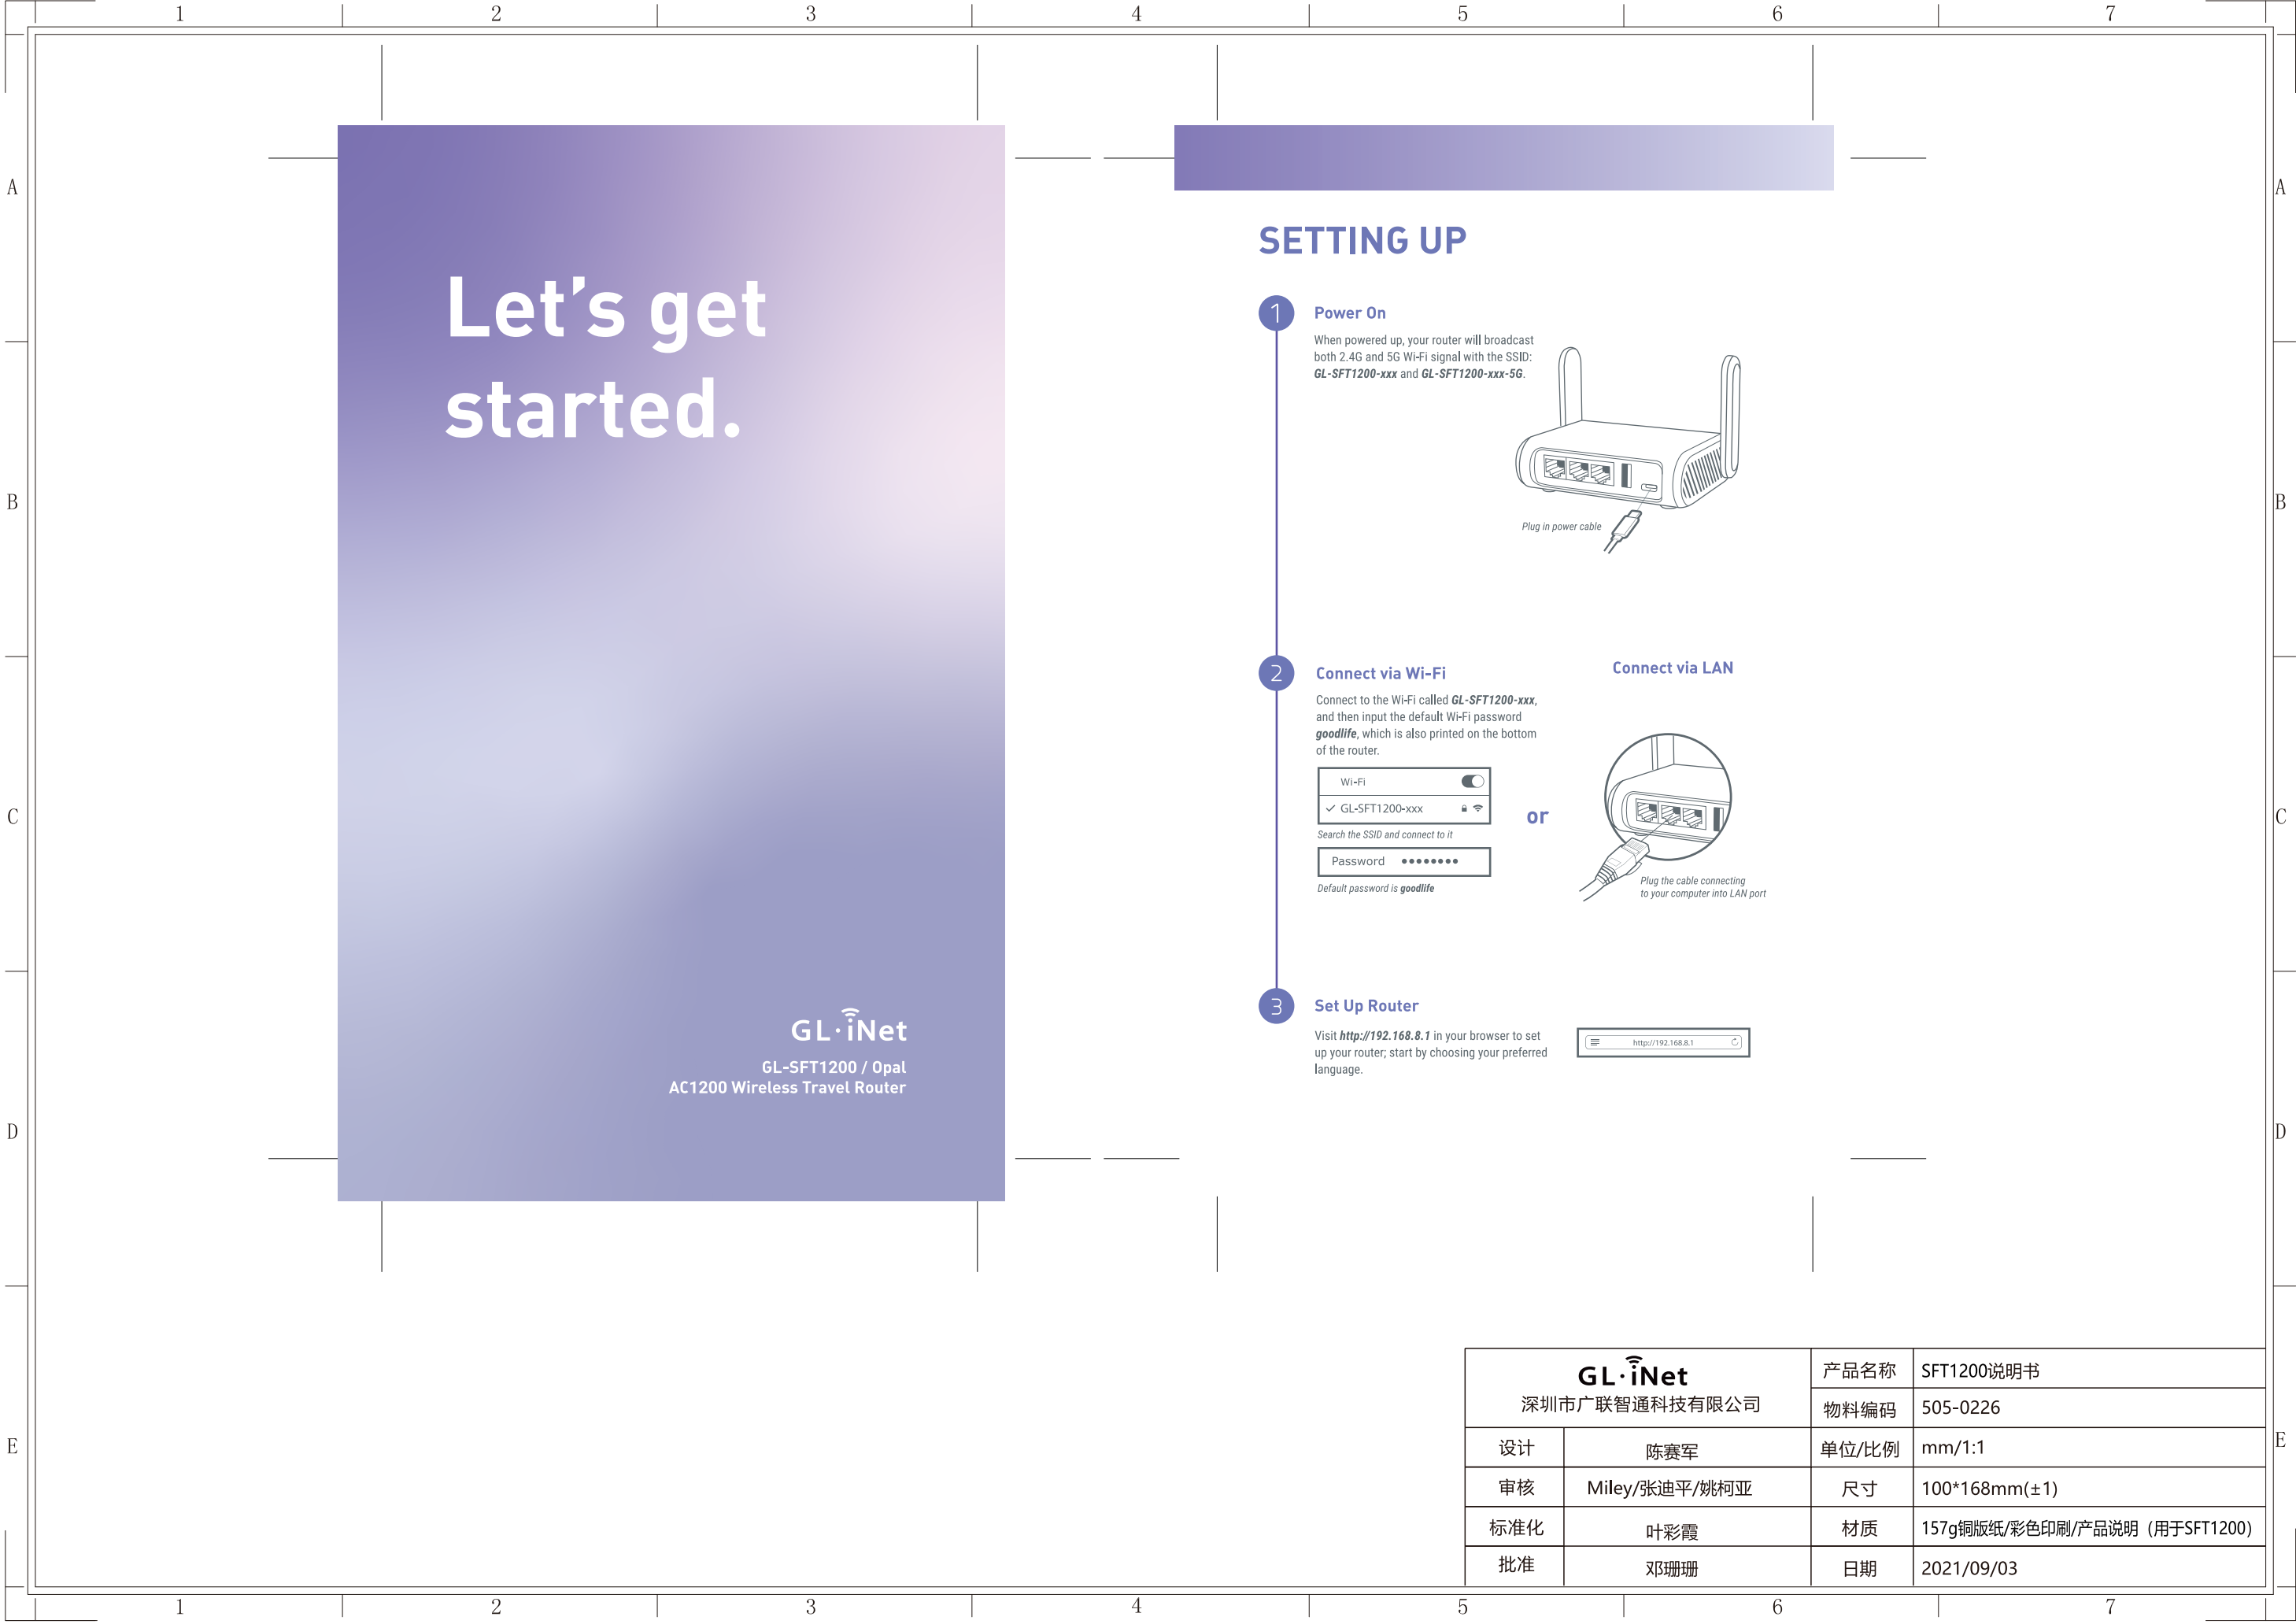 1 2 3 4 5 6 7
A A
B B
C C
D D
E E
Let's get
started.
GL·iNet
GL-SFT1200 / Opal
AC1200 Wireless Travel Router
SETTING UP
1
Power On
When powered up, your router will broadcast
both 2.4G and 5G Wi-Fi signal with the SSID:
GL-SFT1200-xxx and GL-SFT1200-xxx-5G.
Plug in power cable
2
Connect via Wi-Fi
Connect to the Wi-Fi called GL-SFT1200-xxx,
and then input the default Wi-Fi password
goodlife, which is also printed on the bottom
of the router.
Wi-Fi
GL-SFT1200-xxx
Search the SSID and connect to it
Password ••••••••
Default password is goodlife
or
Connect via LAN
Plug the cable connecting
to your computer into LAN port
3
Set Up Router
Visit http://192.168.8.1 in your browser to set
up your router; start by choosing your preferred
language.
http://192.168.8.1
GL·iNet
深圳市广联智通科技有限公司
产品名称 SFT1200说明书
物料编码 505-0226
设计 陈赛军 单位/比例 mm/1:1
审核 Miley/张迪平/姚柯亚 尺寸 100*168mm(±1)
标准化 叶彩霞 材质 157g铜版纸/彩色印刷/产品说明（用于SFT1200）
批准 邓珊珊 日期 2021/09/03
1 2 3 4 5 6 7